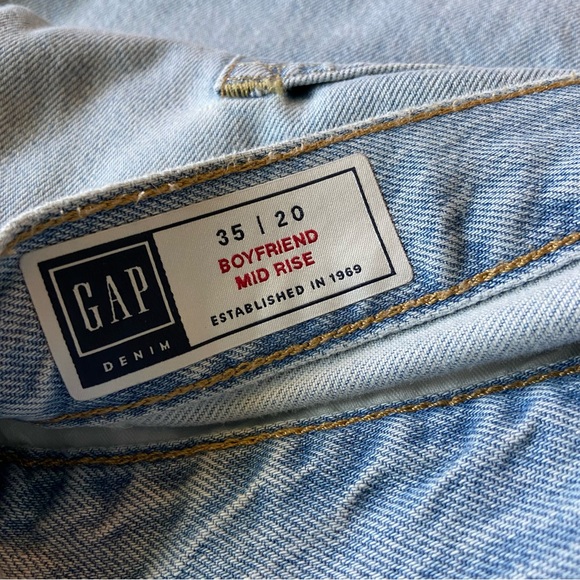 GAP
DENIM
35 | 20
BOYFRIEND
MID RISE
ESTABLISHED IN 1969